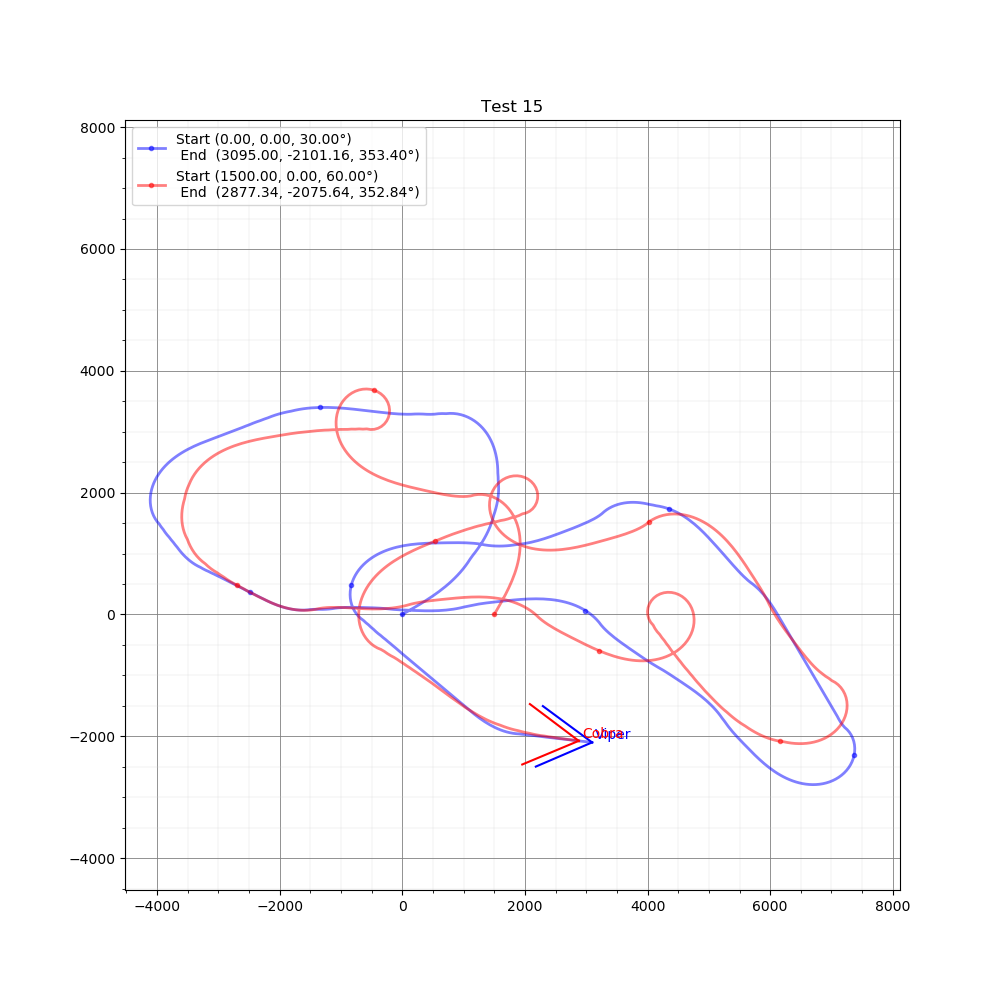 Test 15
Start (0.00, 0.00, 30.00°)
End (3095.00, -2101.16, 353.40°)
Start (1500.00, 0.00, 60.00°)
End (2877.34, -2075.64, 352.84°)
8000
6000
4000
2000
0
−2000
−4000
Cobra
Viper
−4000 −2000 0 2000 4000 6000 8000